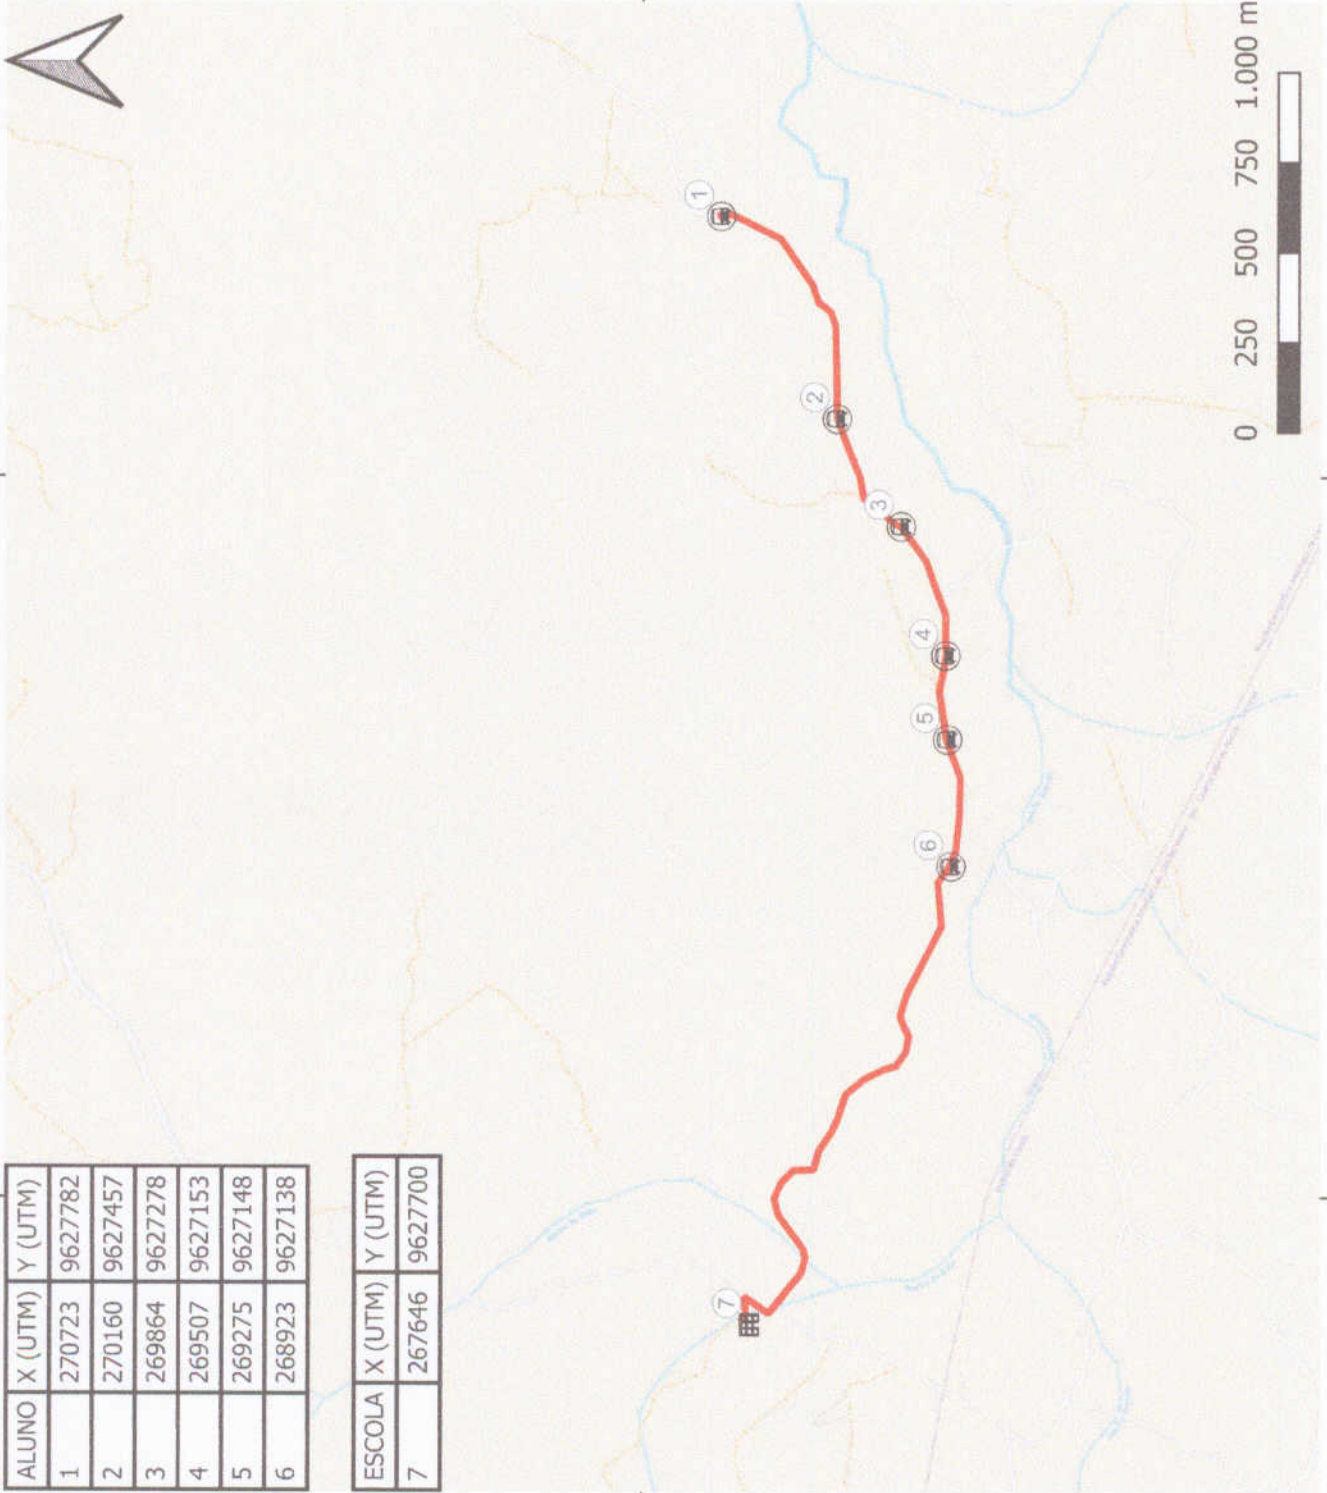 ALUNO X (UTM) Y (UTM)
1 270723 9627782
2 270160 9627457
3 269864 9627278
4 269507 9627153
5 269275 9627148
6 268923 9627138
ESCOLA X (UTM) Y (UTM)
7 267646 9627700
7
6
5
4
3
2
1
0 250 500 750 1.000 m